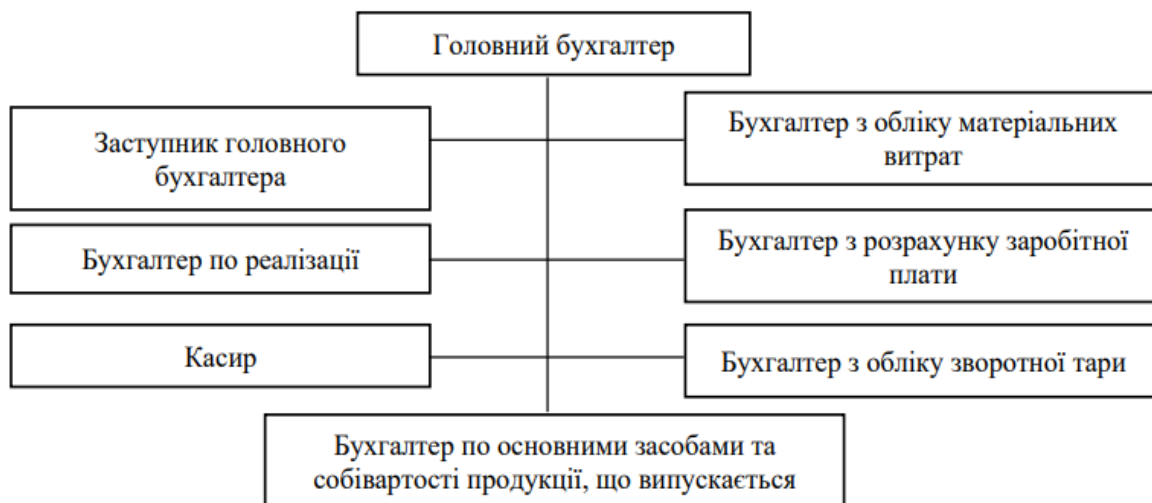 Головний бухгалтер
Заступник головного
бухгалтера
Бухгалтер з обліку матеріальних
витрат
Бухгалтер по реалізації
Бухгалтер з розрахунку заробітної
плати
Касир
Бухгалтер з обліку зворотної тари
Бухгалтер по основними засобами та
собівартості продукції, що випускається